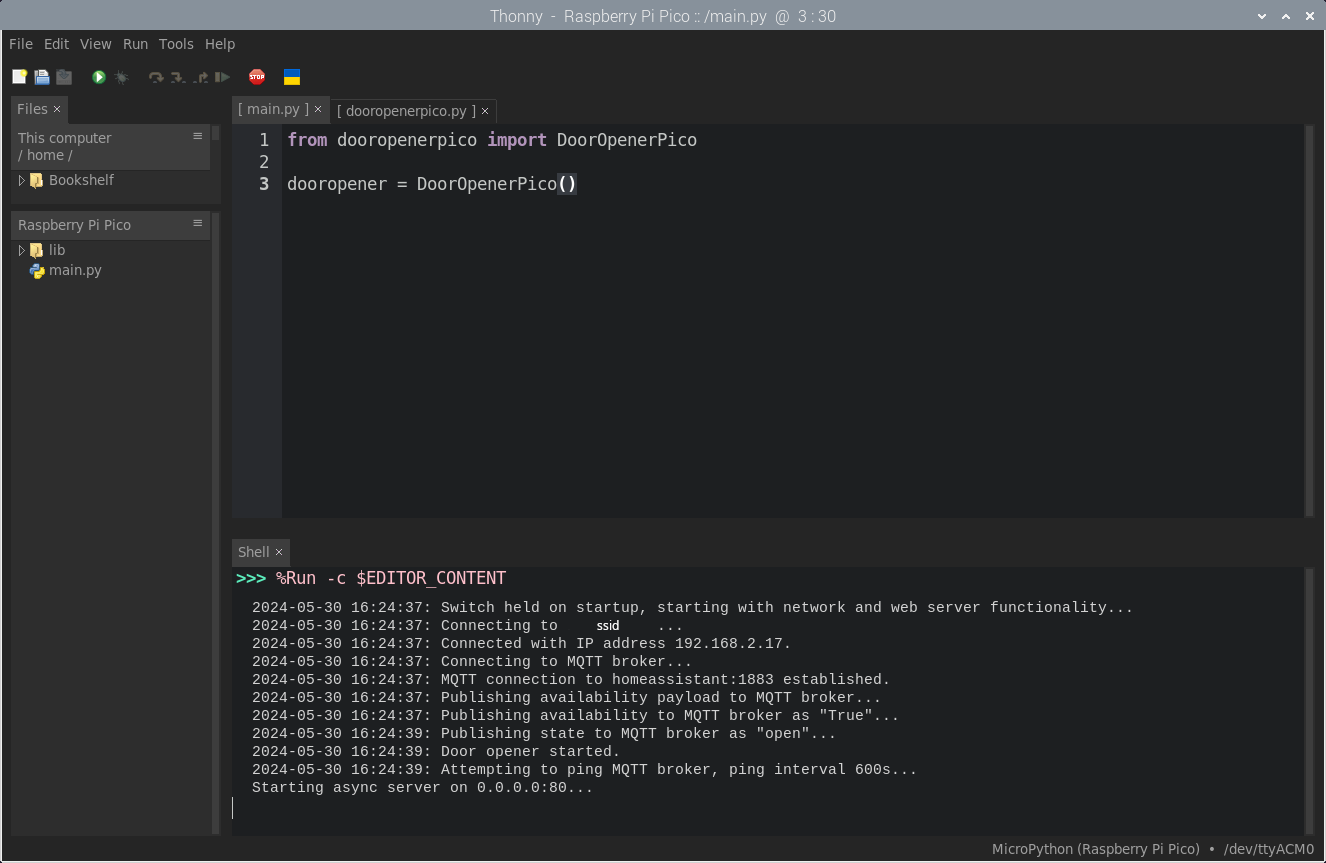 Thonny - Raspberry Pi Pico :: /main.py @ 3 : 30
File Edit View Run Tools Help
STOP
Files ×
This computer
/ home /
Bookshelf
Raspberry Pi Pico
lib
main.py
[ main.py ] × [ dooropenerpico.py ] ×
1 from dooropenerpico import DoorOpenerPico
2
3 dooropener = DoorOpenerPico()
Shell ×
>>> %Run -c $EDITOR_CONTENT
2024-05-30 16:24:37: Switch held on startup, starting with network and web server functionality...
2024-05-30 16:24:37: Connecting to ssid ...
2024-05-30 16:24:37: Connected with IP address 192.168.2.17.
2024-05-30 16:24:37: Connecting to MQTT broker...
2024-05-30 16:24:37: MQTT connection to homeassistant:1883 established.
2024-05-30 16:24:37: Publishing availability payload to MQTT broker...
2024-05-30 16:24:37: Publishing availability to MQTT broker as "True"...
2024-05-30 16:24:39: Publishing state to MQTT broker as "open"...
2024-05-30 16:24:39: Door opener started.
2024-05-30 16:24:39: Attempting to ping MQTT broker, ping interval 600s...
Starting async server on 0.0.0.0:80...
MicroPython (Raspberry Pi Pico) • /dev/ttyACM0